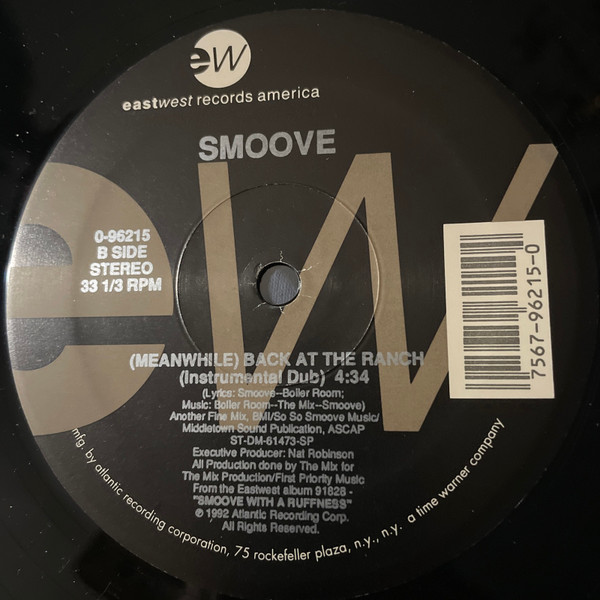 ew
eastwest records america
SMOOVE
ew
0-96215
B SIDE
STEREO
33 1/3 RPM
7567-96215-0
(MEANWHILE) BACK AT THE RANCH
(Instrumental Dub) 4:34
(Lyrics: Smoove--Boiler Room;
Music: Boiler Room--The Mix--Smoove)
Another Fine Mix, BMI/So So Smoove Music/
Middletown Sound Publication, ASCAP
ST-DM-61473-SP
Executive Producer: Nat Robinson
All Production done by The Mix for
The Mix Production/First Priority Music
From the Eastwest album 91828 -
"SMOOVE WITH A RUFFNESS"
℗ 1992 Atlantic Recording Corp.
All Rights Reserved.
mfg. by atlantic recording corporation, 75 rockefeller plaza, n.y., n.y. a time warner company